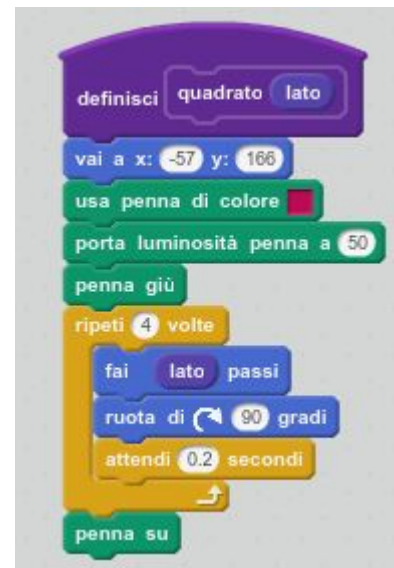 definisci quadrato lato
vai a x: -57 y: 166
usa penna di colore
porta luminosità penna a 50
penna giù
ripeti 4 volte
fai lato passi
ruota di 90 gradi
attendi 0.2 secondi
penna su